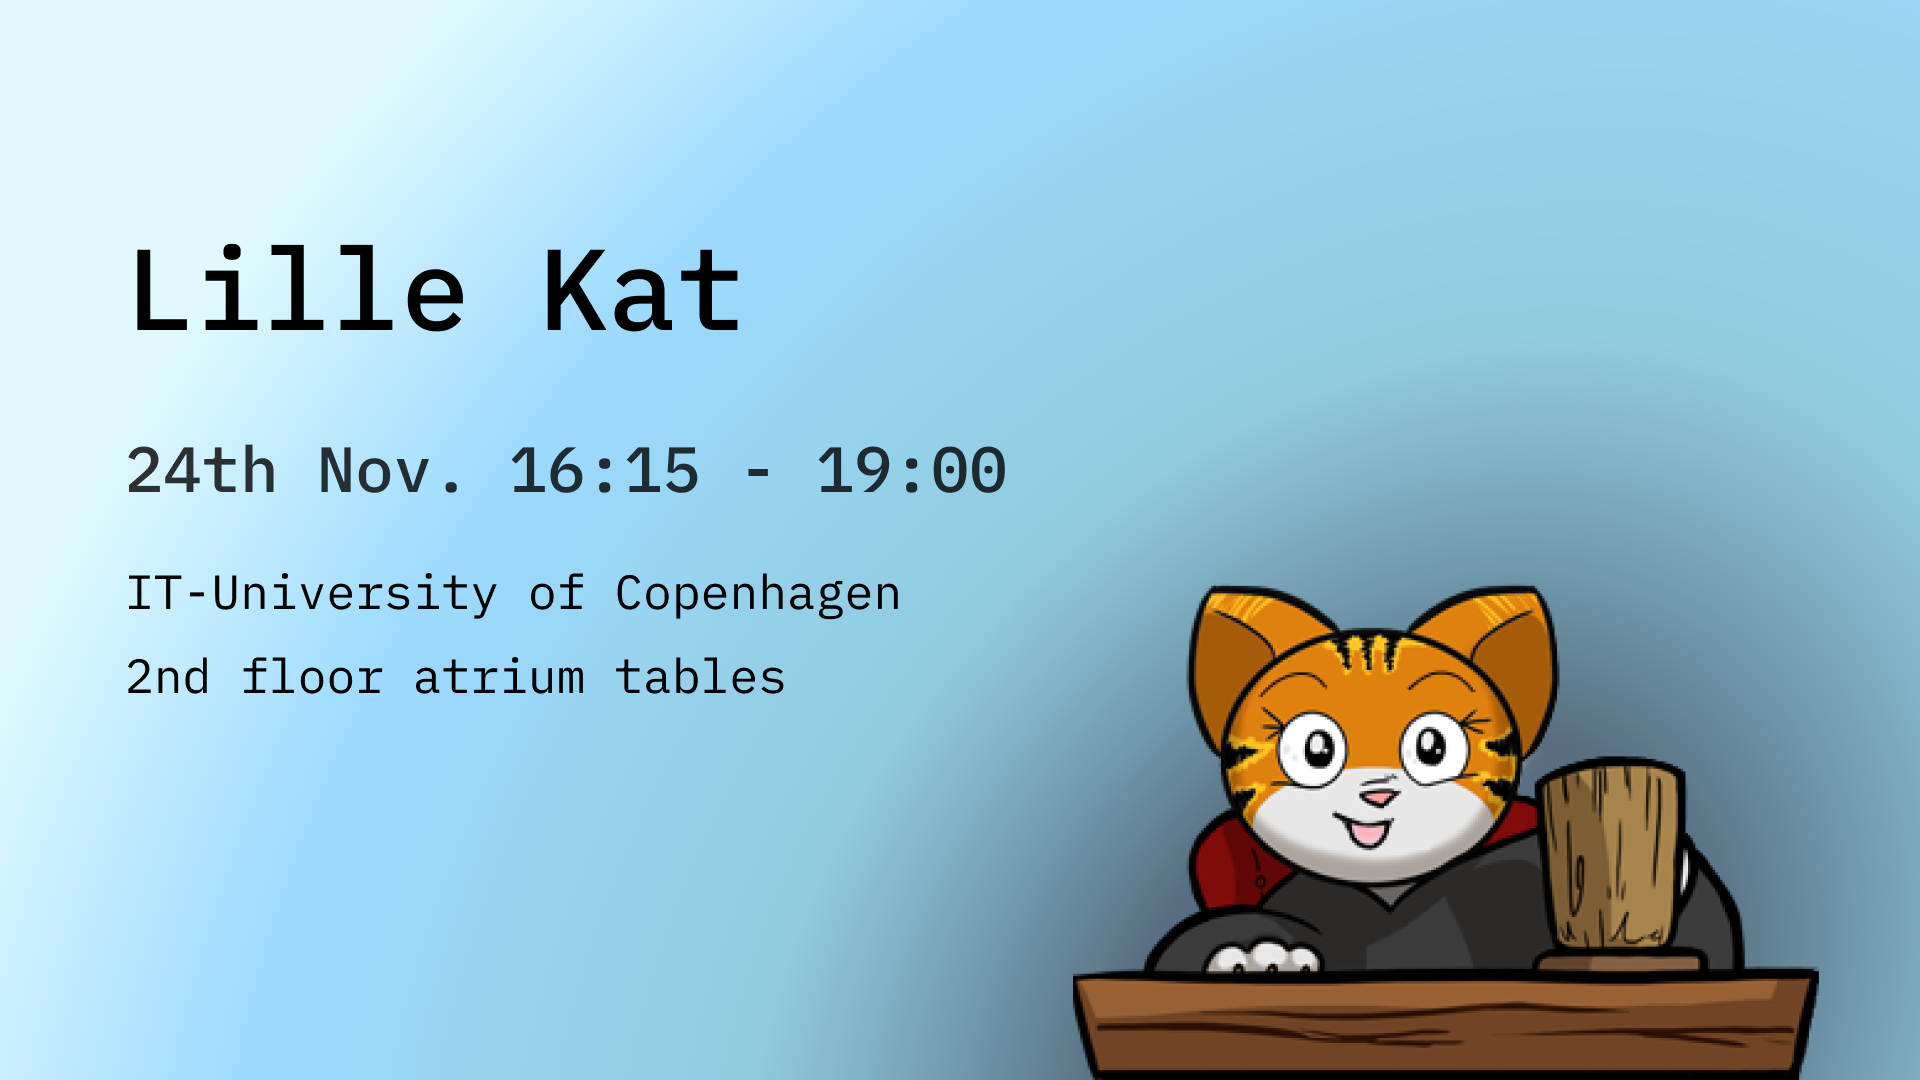 Lille Kat
24th Nov. 16:15 - 19:00
IT-University of Copenhagen
2nd floor atrium tables